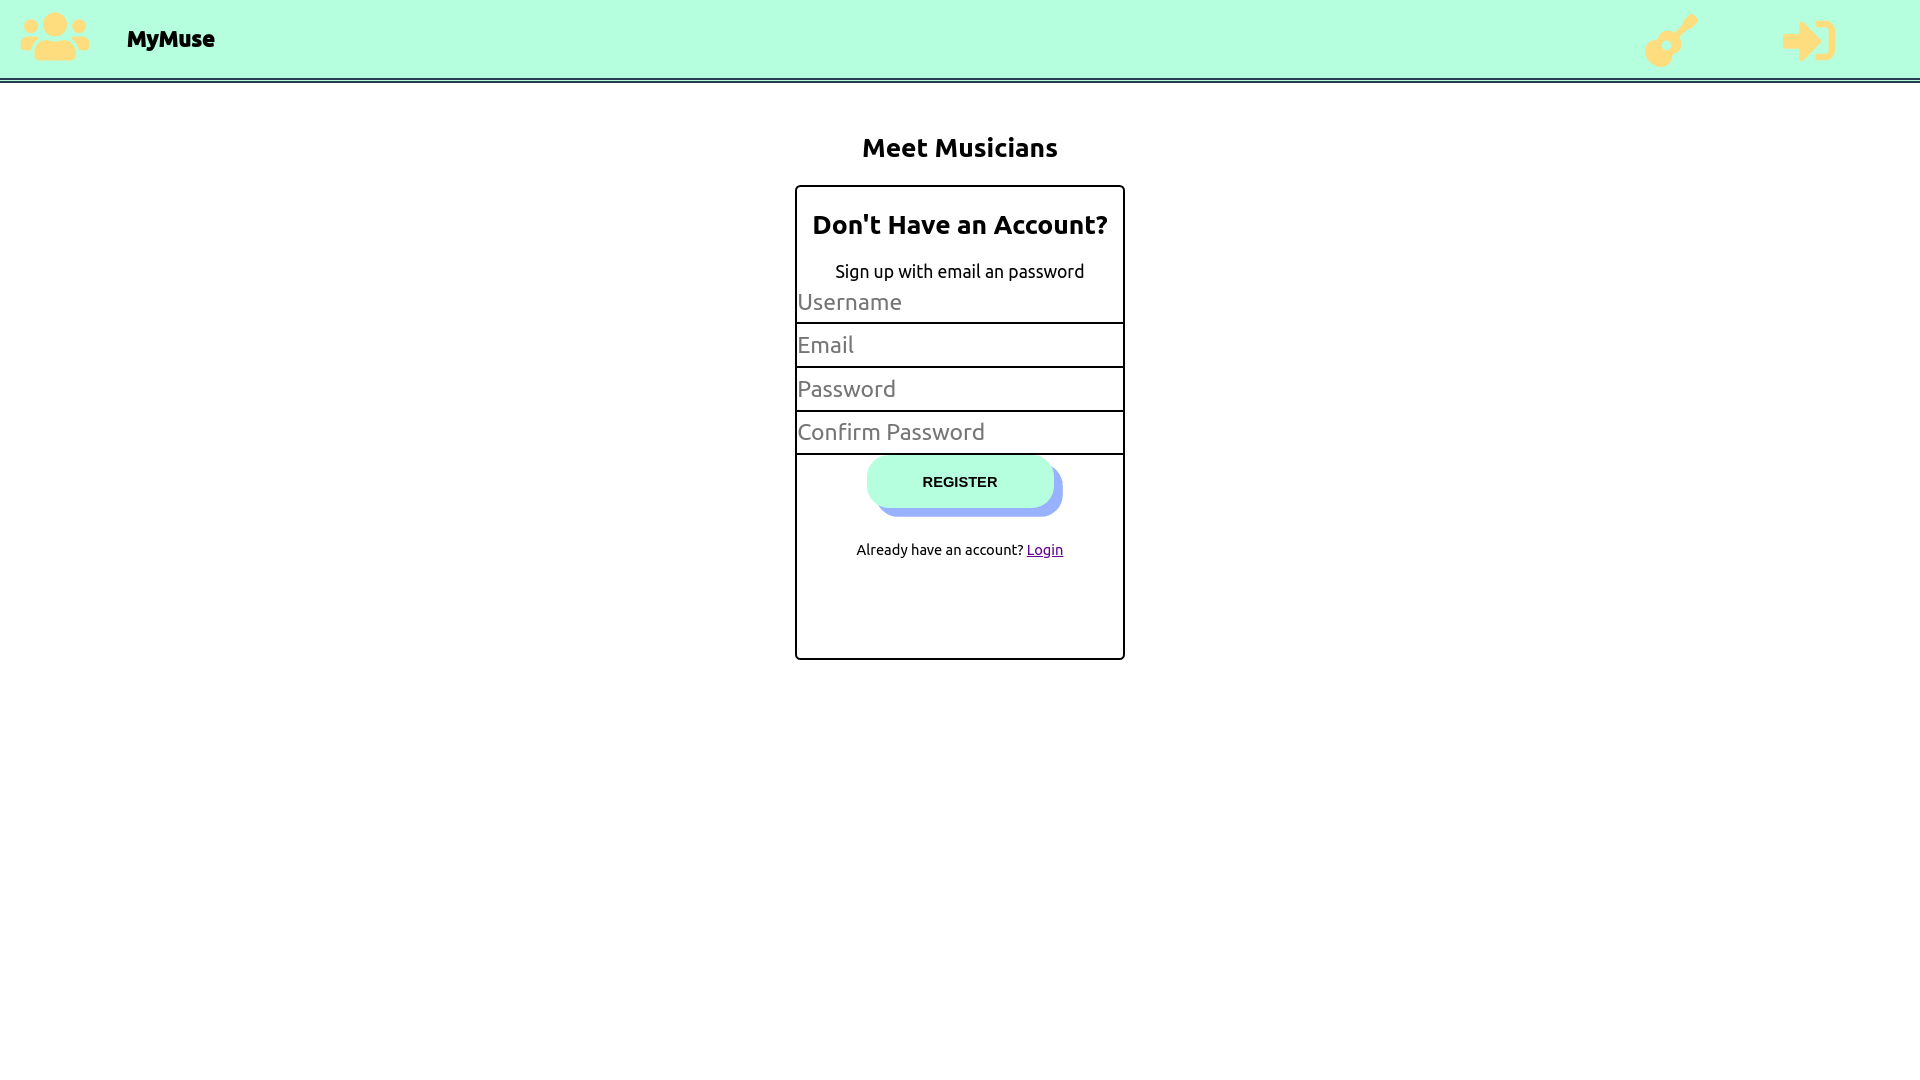 MyMuse
Meet Musicians
Don't Have an Account?
Sign up with email an password
Username
Email
Password
Confirm Password
REGISTER
Already have an account? Login